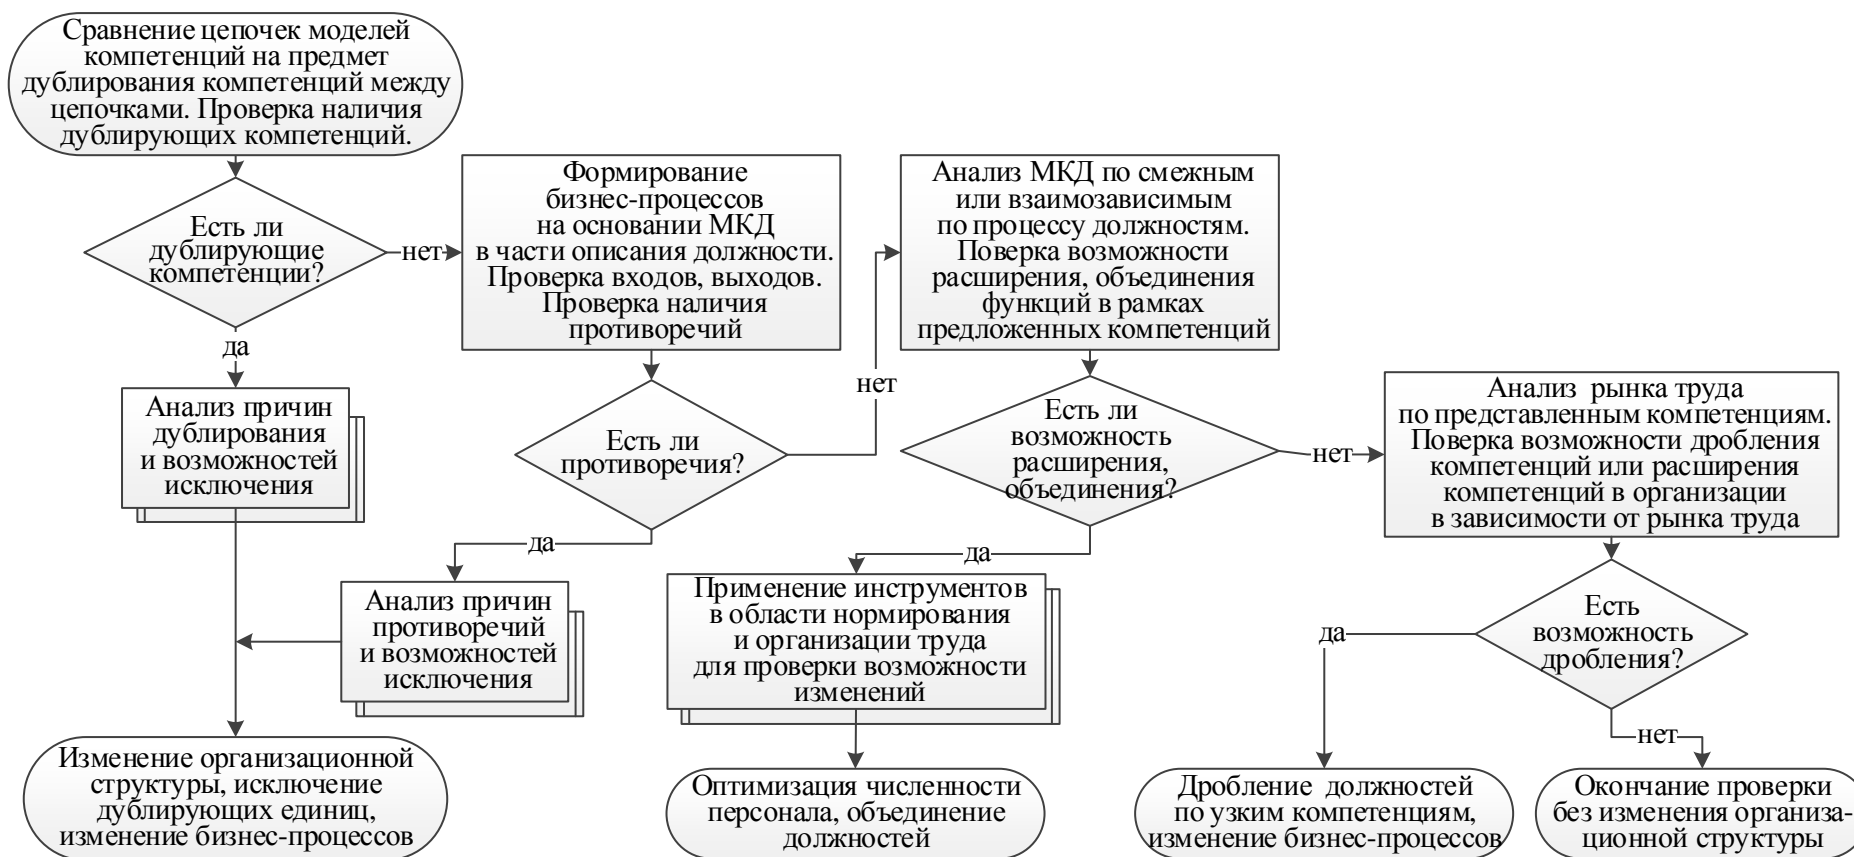 Сравнение цепочек моделей
компетенций на предмет
дублирования компетенций между
цепочками. Проверка наличия
дублирующих компетенций.
Есть ли
дублирующие
компетенции?
нет
да
Формирование
бизнес-процессов
на основании МКД
в части описания должности.
Проверка входов, выходов.
Проверка наличия
противоречий
Анализ причин
дублирования
и возможностей
исключения
Есть ли
противоречия?
нет
да
Анализ МКД по смежным
или взаимозависимым
по процессу должностям.
Поверка возможности
расширения, объединения
функций в рамках
предложенных компетенций
Анализ причин
противоречий
и возможностей
исключения
Есть ли
возможность
расширения,
объединения?
нет
да
Анализ рынка труда
по представленным компетенциям.
Поверка возможности дробления
компетенций или расширения
компетенций в организации
в зависимости от рынка труда
Применение инструментов
в области нормирования
и организации труда
для проверки возможности
изменений
Есть
возможность
дробления?
да
нет
Изменение организационной
структуры, исключение
дублирующих единиц,
изменение бизнес-процессов
Оптимизация численности
персонала, объединение
должностей
Дробление должностей
по узким компетенциям,
изменение бизнес-процессов
Окончание проверки
без изменения организа-
ционной структуры